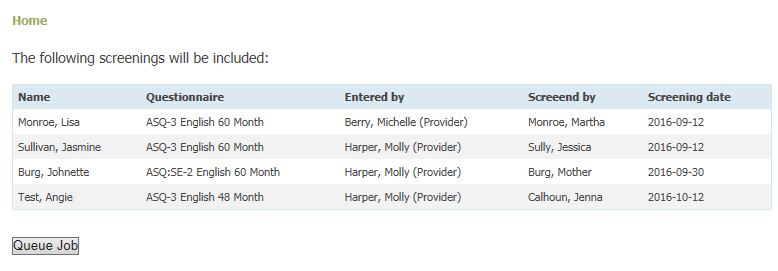 Home
The following screenings will be included:
Name Questionnaire Entered by Screeend by Screening date
Monroe, Lisa ASQ-3 English 60 Month Berry, Michelle (Provider) Monroe, Martha 2016-09-12
Sullivan, Jasmine ASQ-3 English 60 Month Harper, Molly (Provider) Sully, Jessica 2016-09-12
Burg, Johnette ASQ:SE-2 English 60 Month Harper, Molly (Provider) Burg, Mother 2016-09-30
Test, Angie ASQ-3 English 48 Month Harper, Molly (Provider) Calhoun, Jenna 2016-10-12
Queue Job